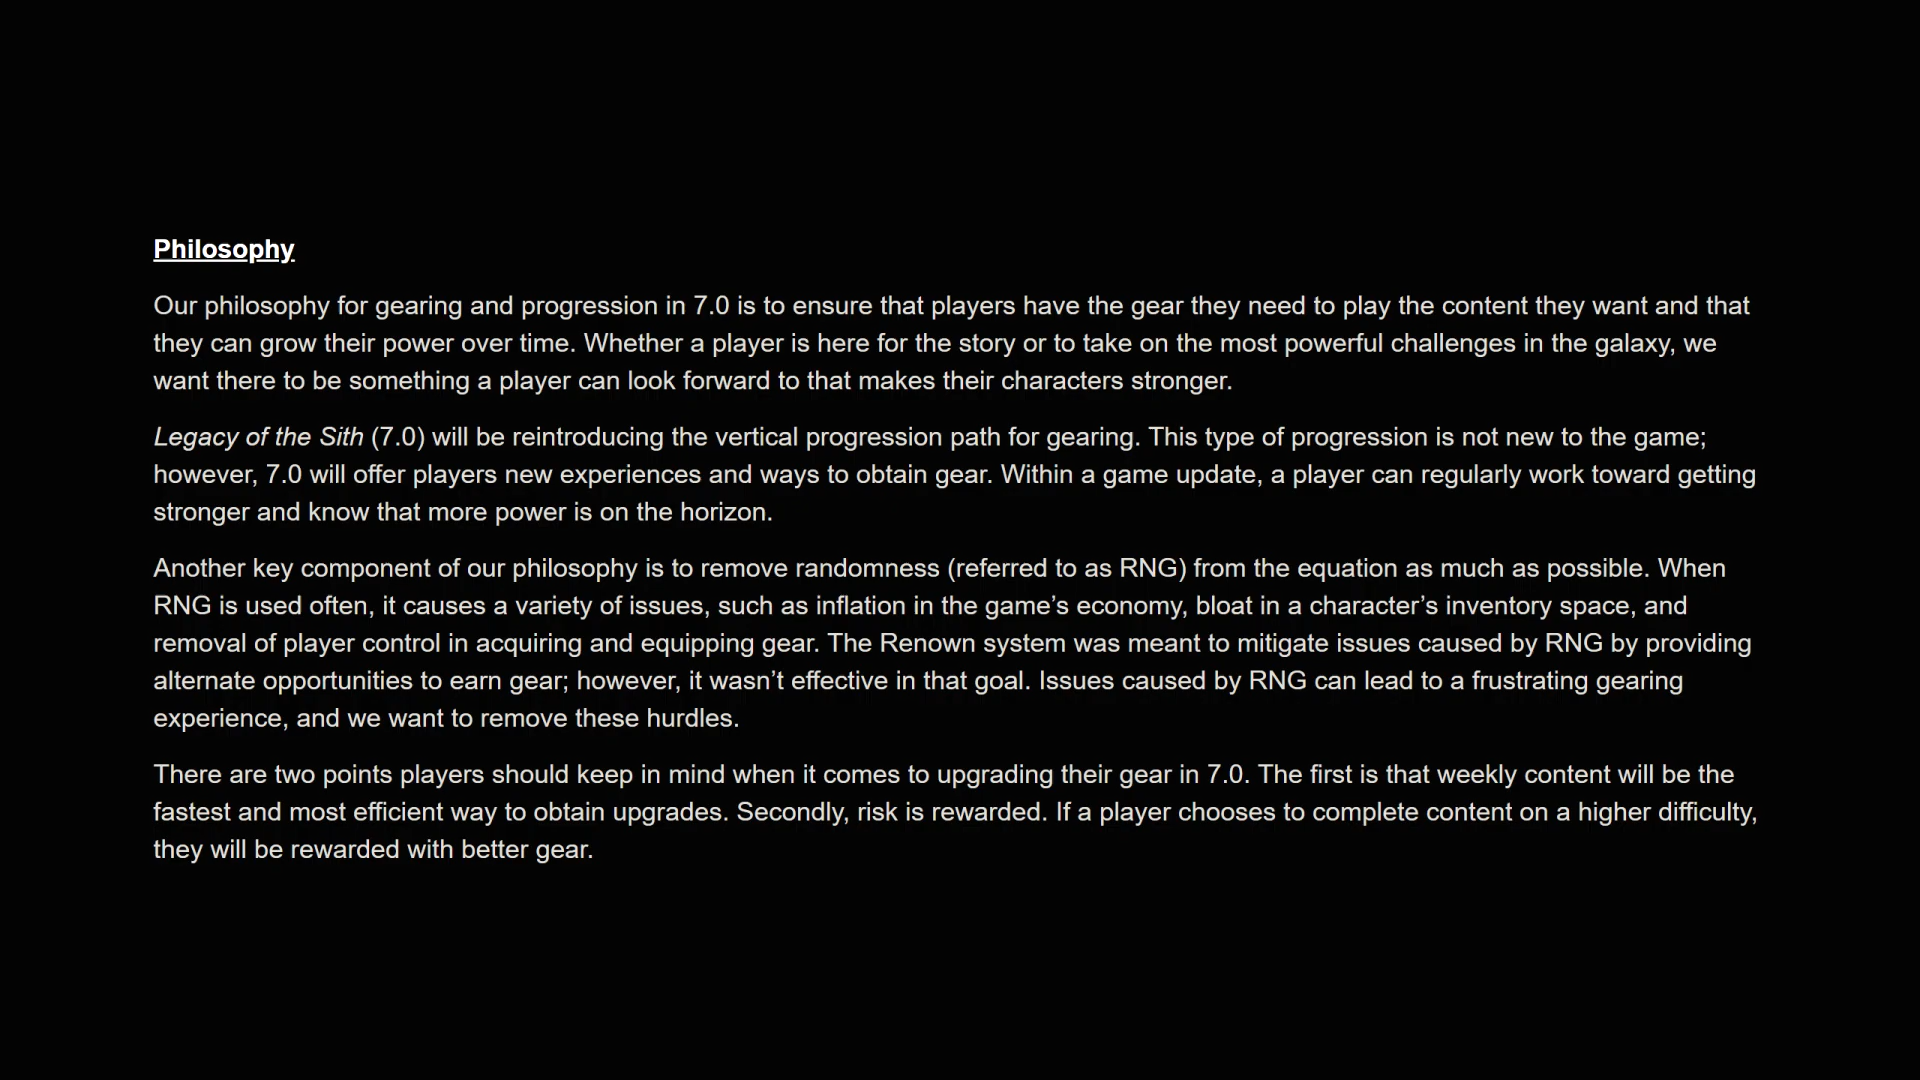 Philosophy
Our philosophy for gearing and progression in 7.0 is to ensure that players have the gear they need to play the content they want and that
they can grow their power over time. Whether a player is here for the story or to take on the most powerful challenges in the galaxy, we
want there to be something a player can look forward to that makes their characters stronger.
Legacy of the Sith (7.0) will be reintroducing the vertical progression path for gearing. This type of progression is not new to the game;
however, 7.0 will offer players new experiences and ways to obtain gear. Within a game update, a player can regularly work toward getting
stronger and know that more power is on the horizon.
Another key component of our philosophy is to remove randomness (referred to as RNG) from the equation as much as possible. When
RNG is used often, it causes a variety of issues, such as inflation in the game’s economy, bloat in a character’s inventory space, and
removal of player control in acquiring and equipping gear. The Renown system was meant to mitigate issues caused by RNG by providing
alternate opportunities to earn gear; however, it wasn’t effective in that goal. Issues caused by RNG can lead to a frustrating gearing
experience, and we want to remove these hurdles.
There are two points players should keep in mind when it comes to upgrading their gear in 7.0. The first is that weekly content will be the
fastest and most efficient way to obtain upgrades. Secondly, risk is rewarded. If a player chooses to complete content on a higher difficulty,
they will be rewarded with better gear.